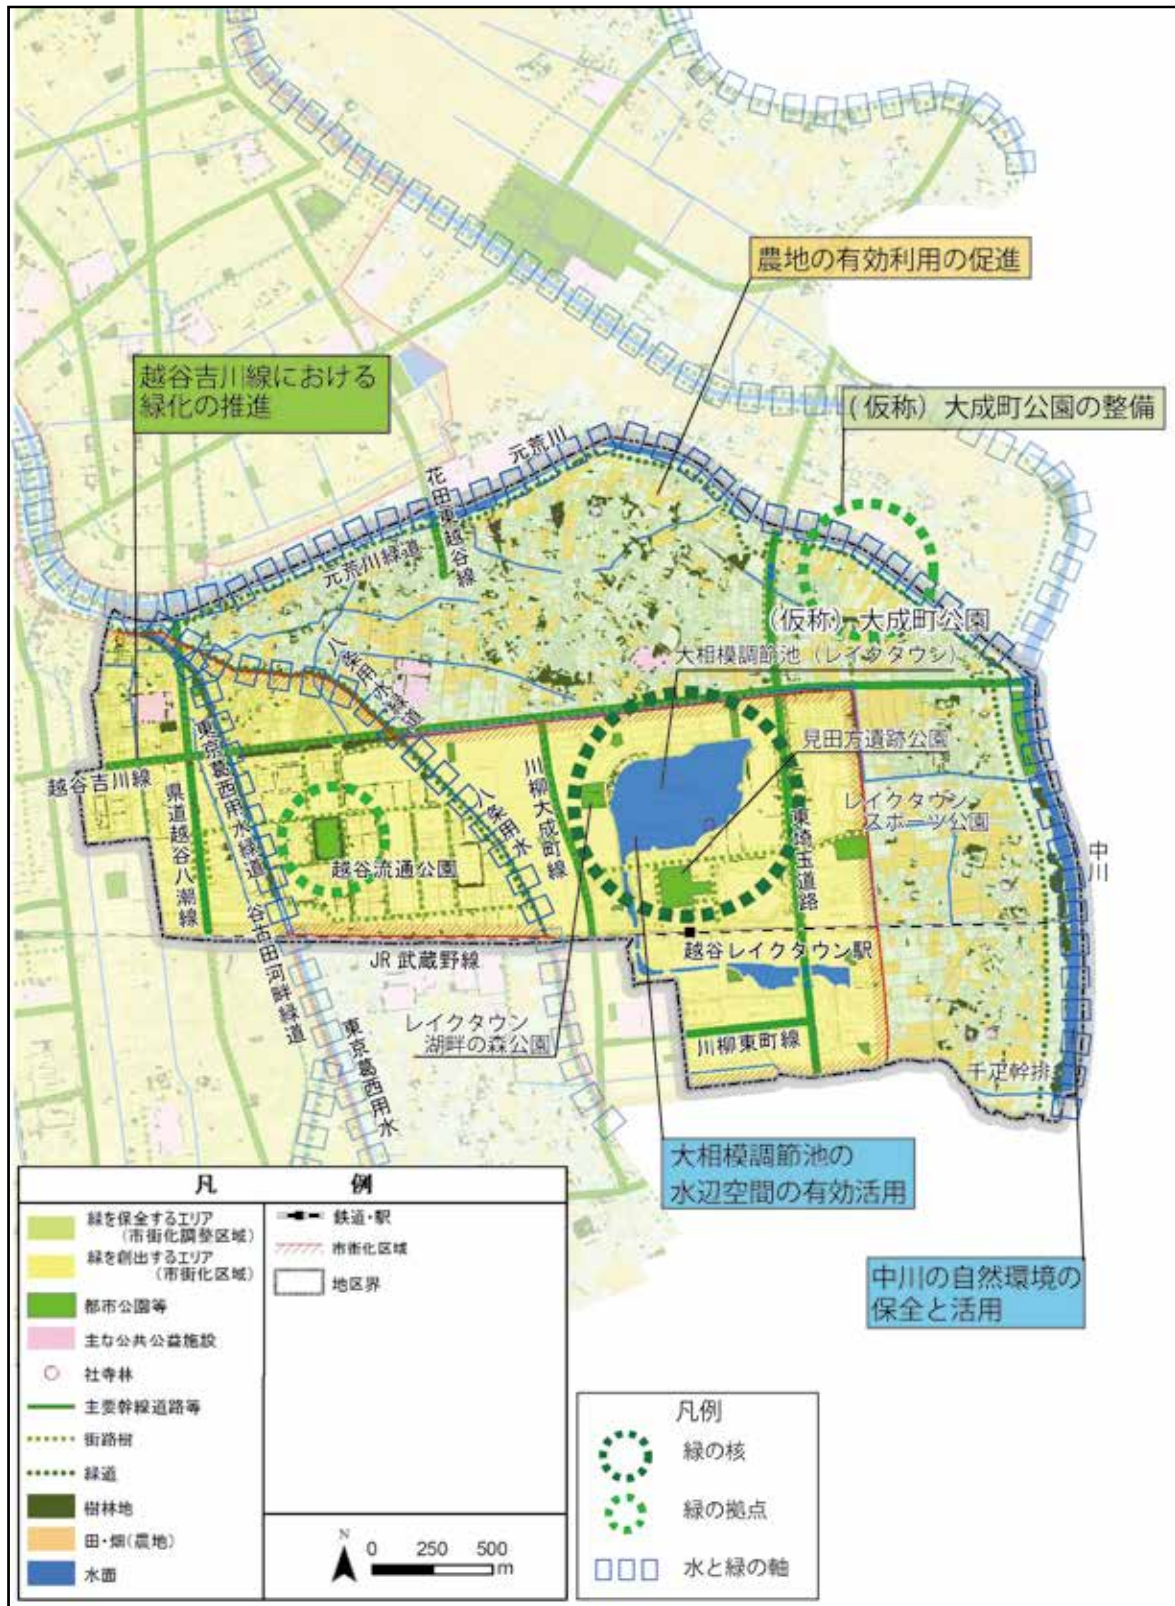 農地の有効利用の促進
越谷吉川線における
緑化の推進
(仮称)大成町公園の整備
元荒川
花田東越谷線
元荒川緑道
(仮称)大成町公園
大相模調節池(レイクタウン)
八条用水緑道
見田方遺跡公園
越谷吉川線
県道越谷八潮線
東京葛西用水緑道
八条用水
川柳大成町線
東埼玉道路
レイクタウン
スポーツ公園
中川
越谷流通公園
谷古田河畔緑道
JR武蔵野線
越谷レイクタウン駅
レイクタウン
湖畔の森公園
東京葛西用水
川柳東町線
千疋幹排
大相模調節池の
水辺空間の有効活用
中川の自然環境の
保全と活用
凡 例
緑を保全するエリア
(市街化調整区域)
緑を創出するエリア
(市街化区域)
都市公園等
主な公共公益施設
社寺林
主要幹線道路等
街路樹
緑道
樹林地
田・畑(農地)
水面
鉄道・駅
市街化区域
地区界
N
0 250 500
m
凡例
緑の核
緑の拠点
水と緑の軸